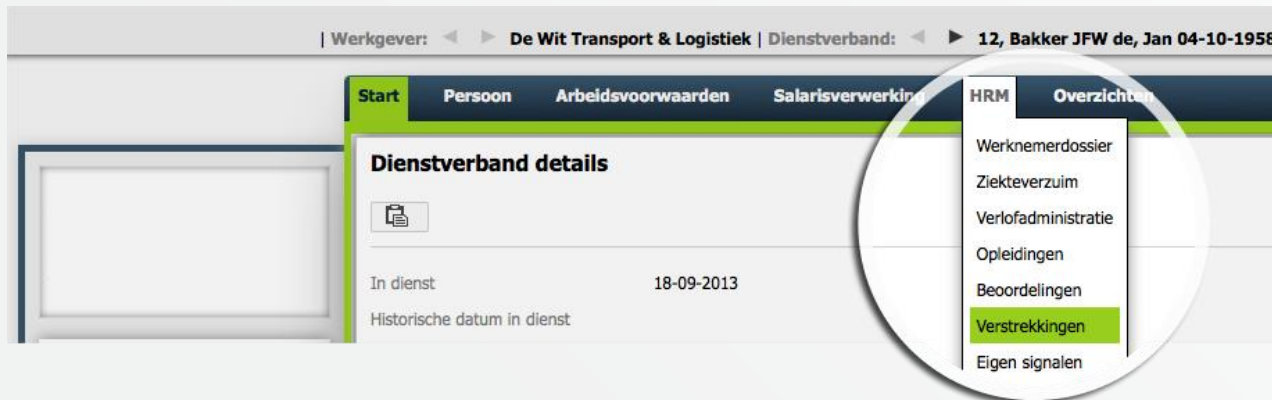 | Werkgever: De Wit Transport & Logistiek | Dienstverband: 12, Bakker JFW de, Jan 04-10-1958
Start Persoon Arbeidsvoorwaarden Salarisverwerking HRM Overzichten
Dienstverband details
Werknemerdossier
Ziekteverzuim
Verlofadministratie
Opleidingen
Beoordelingen
Verstrekkingen
Eigen signalen
In dienst 18-09-2013
Historische datum in dienst